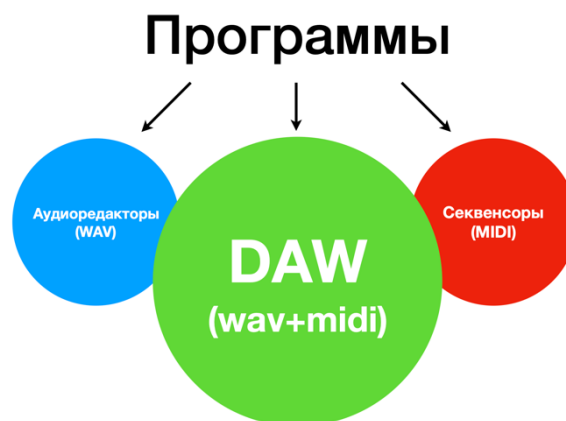 Программы
Аудиоредакторы
(WAV)
DAW
(wav+midi)
Секвенсоры
(MIDI)